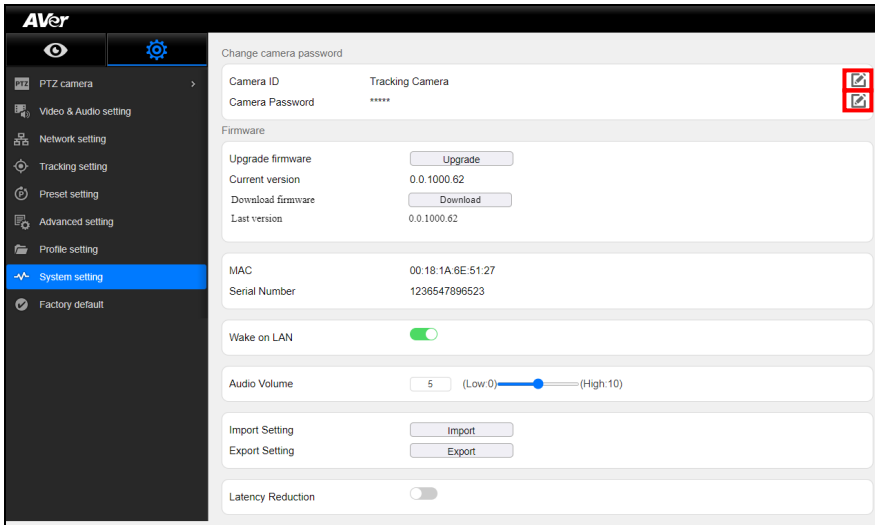 AVer
PTZ PTZ camera
Video & Audio setting
Network setting
Tracking setting
P Preset setting
Advanced setting
Profile setting
System setting
Factory default
Change camera password
Camera ID Tracking Camera
Camera Password *****
Firmware
Upgrade firmware Upgrade
Current version 0.0.1000.62
Download firmware Download
Last version 0.0.1000.62
MAC 00:18:1A:6E:51:27
Serial Number 1236547896523
Wake on LAN
Audio Volume 5 (Low:0) (High:10)
Import Setting Import
Export Setting Export
Latency Reduction